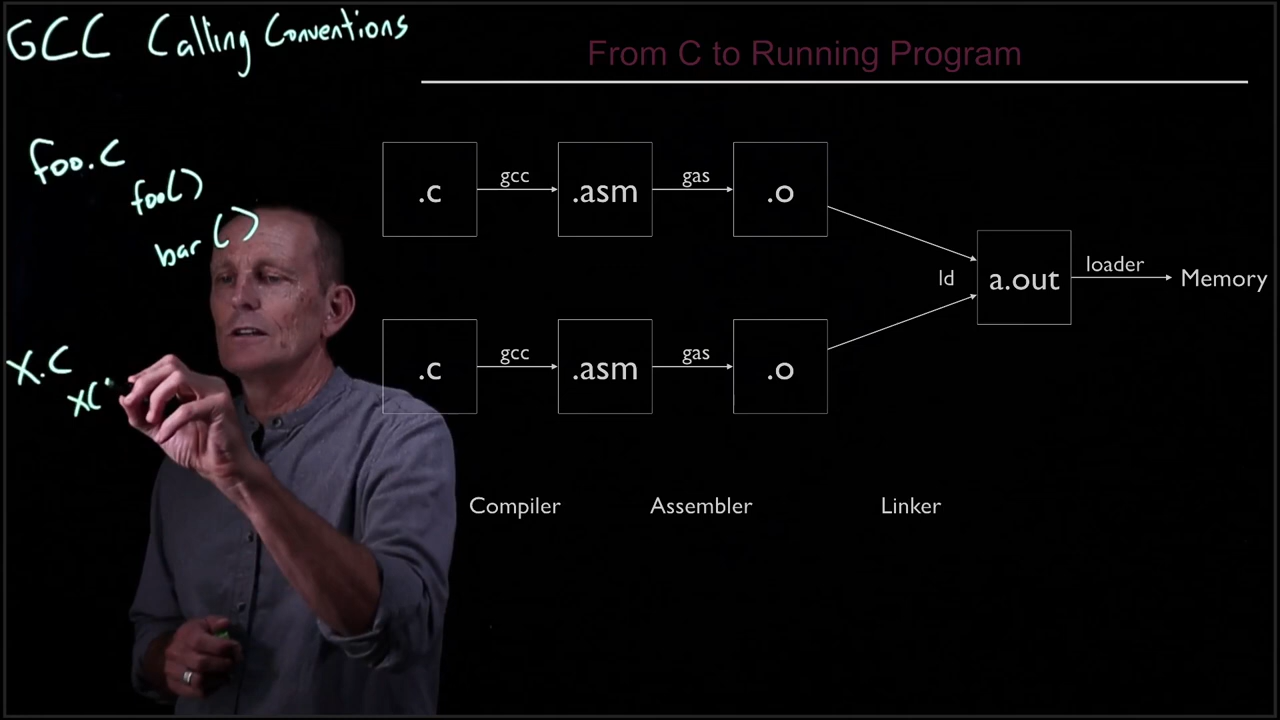 GCC Calling Conventions
From C to Running Program
foo.c
foo()
bar()
x.c
x(
.c
gcc
.asm
gas
.o
ld
a.out
loader
Memory
.c
gcc
.asm
gas
.o
Compiler
Assembler
Linker